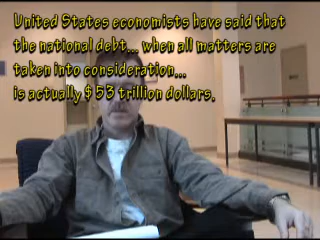 United States economists have said that
the national debt... when all matters are
taken into consideration...
is actually $53 trillion dollars.